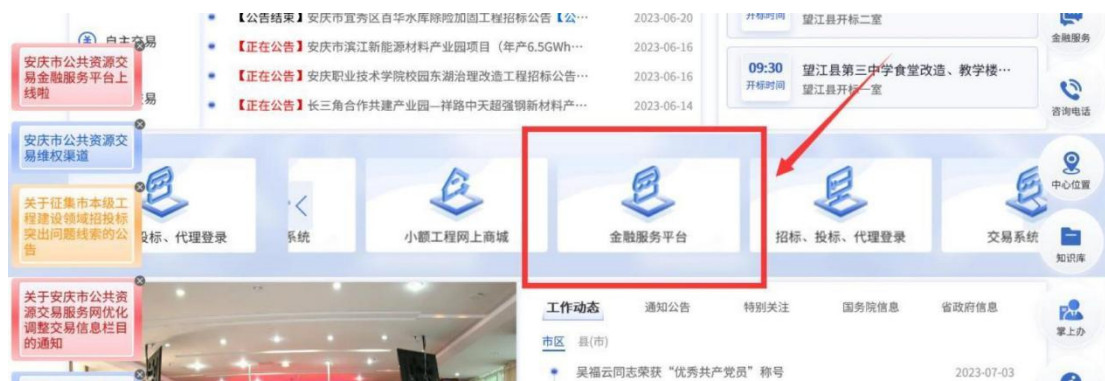 【公告结束】安庆市宜秀区百华水库除险加固工程招标公告【公… 2023-06-20
【正在公告】安庆市滨江新能源材料产业园项目（年产6.5GWh… 2023-06-16
【正在公告】安庆职业技术学院校园东湖治理改造工程招标公告… 2023-06-16
【正在公告】长三角合作共建产业园—祥路中天超强钢新材料产… 2023-06-14
自主交易
易
开标时间
望江县开标二室
09:30
开标时间
望江县第三中学食堂改造、教学楼…
望江县开标一室
安庆市公共资源交
易金融服务平台上
线啦
安庆市公共资源交
易维权渠道
关于征集市本级工
程建设领域招投标
突出问题线索的公
告
关于安庆市公共资
源交易服务网优化
调整交易信息栏目
的通知
投标、代理登录
系统
小额工程网上商城
金融服务平台
招标、投标、代理登录
交易系统
金融服务
咨询电话
中心位置
知识库
掌上办
工作动态 通知公告 特别关注 国务院信息 省政府信息
市区 县(市)
吴福云同志荣获“优秀共产党员”称号 2023-07-03